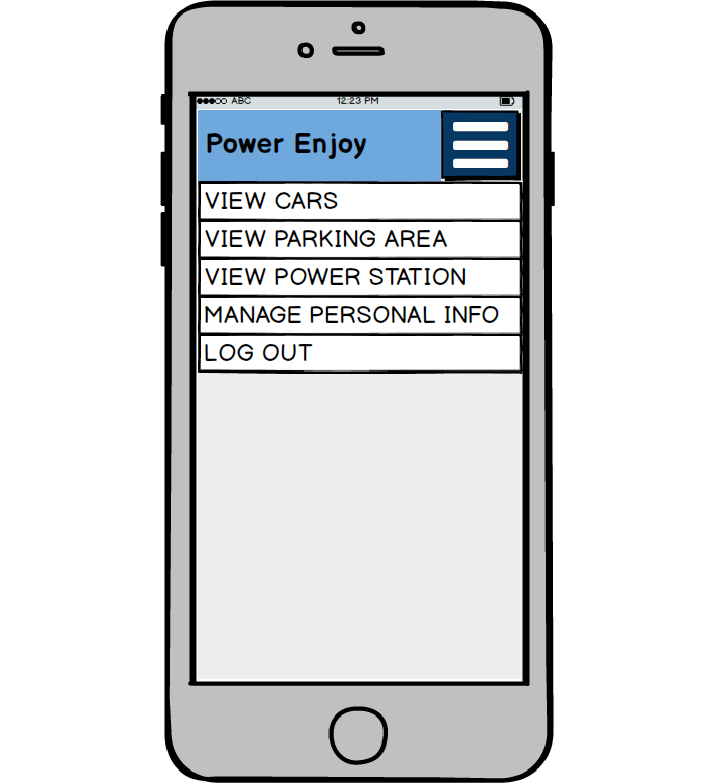 ABC 12:23 PM
Power Enjoy
VIEW CARS
VIEW PARKING AREA
VIEW POWER STATION
MANAGE PERSONAL INFO
LOG OUT